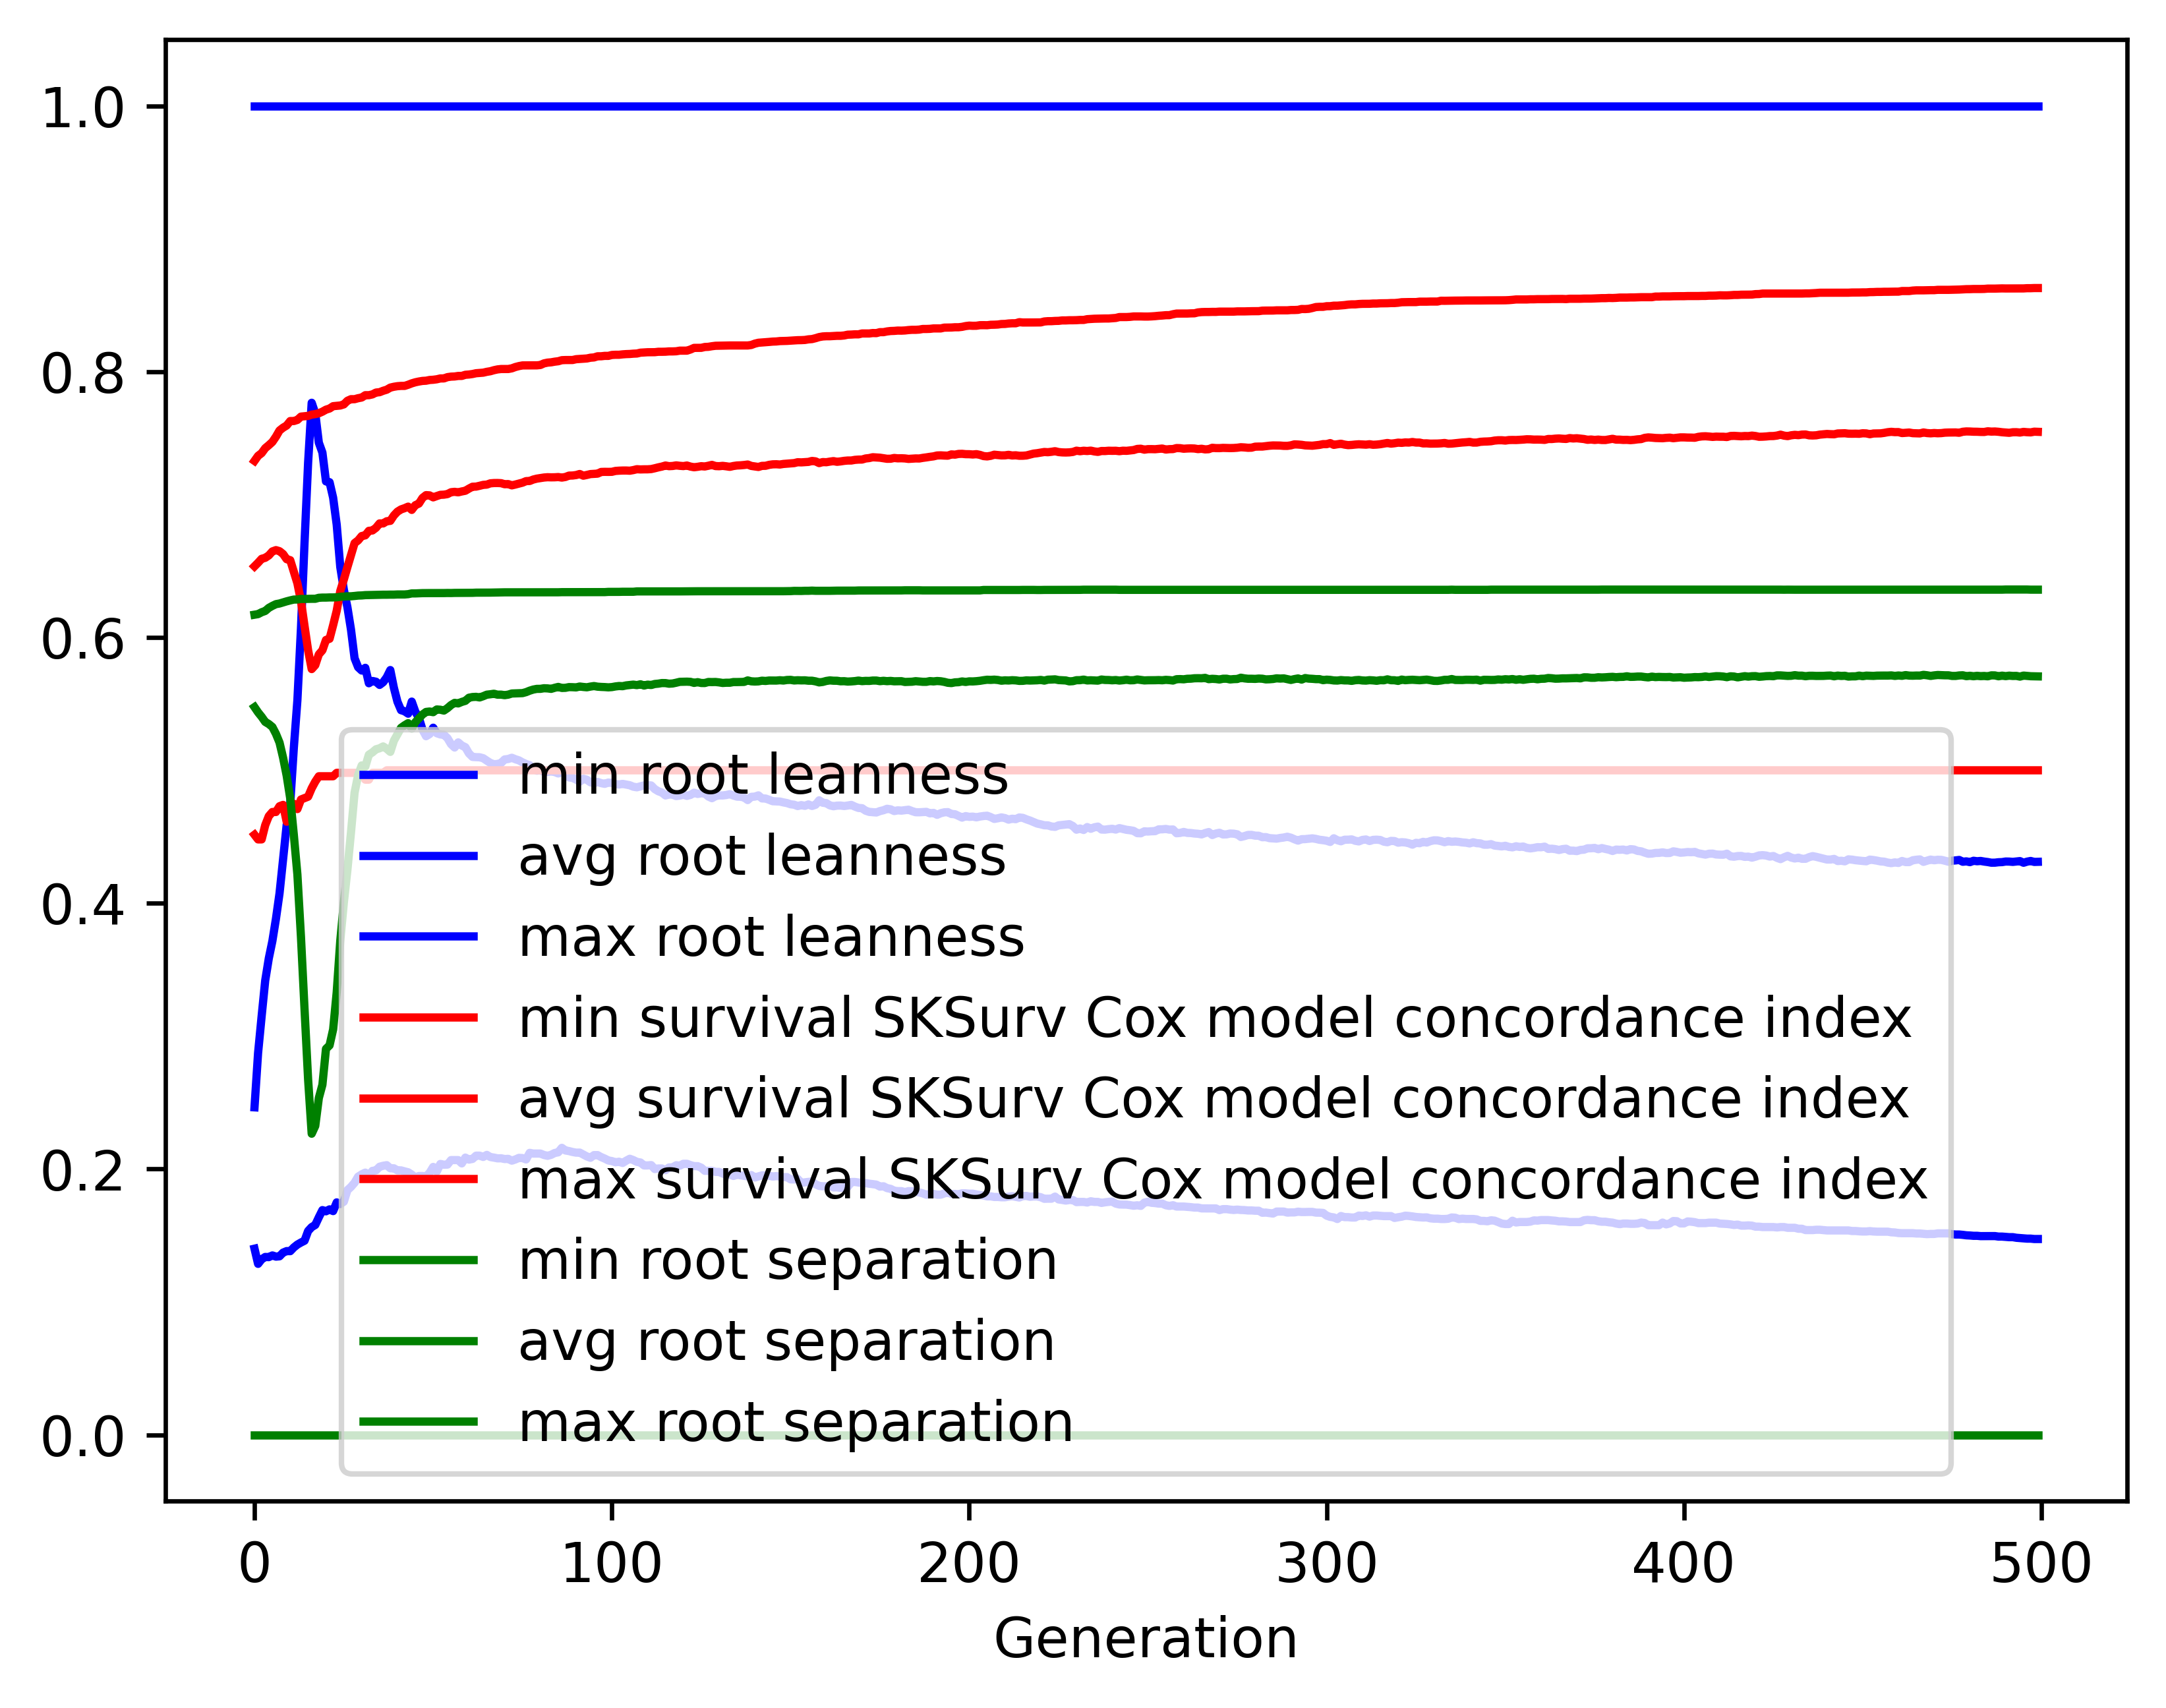 1.0
0.8
0.6
0.4
0.2
0.0
min root leanness
avg root leanness
max root leanness
min survival SKSurv Cox model concordance index
avg survival SKSurv Cox model concordance index
max survival SKSurv Cox model concordance index
min root separation
avg root separation
max root separation
0 100 200 300 400 500
Generation